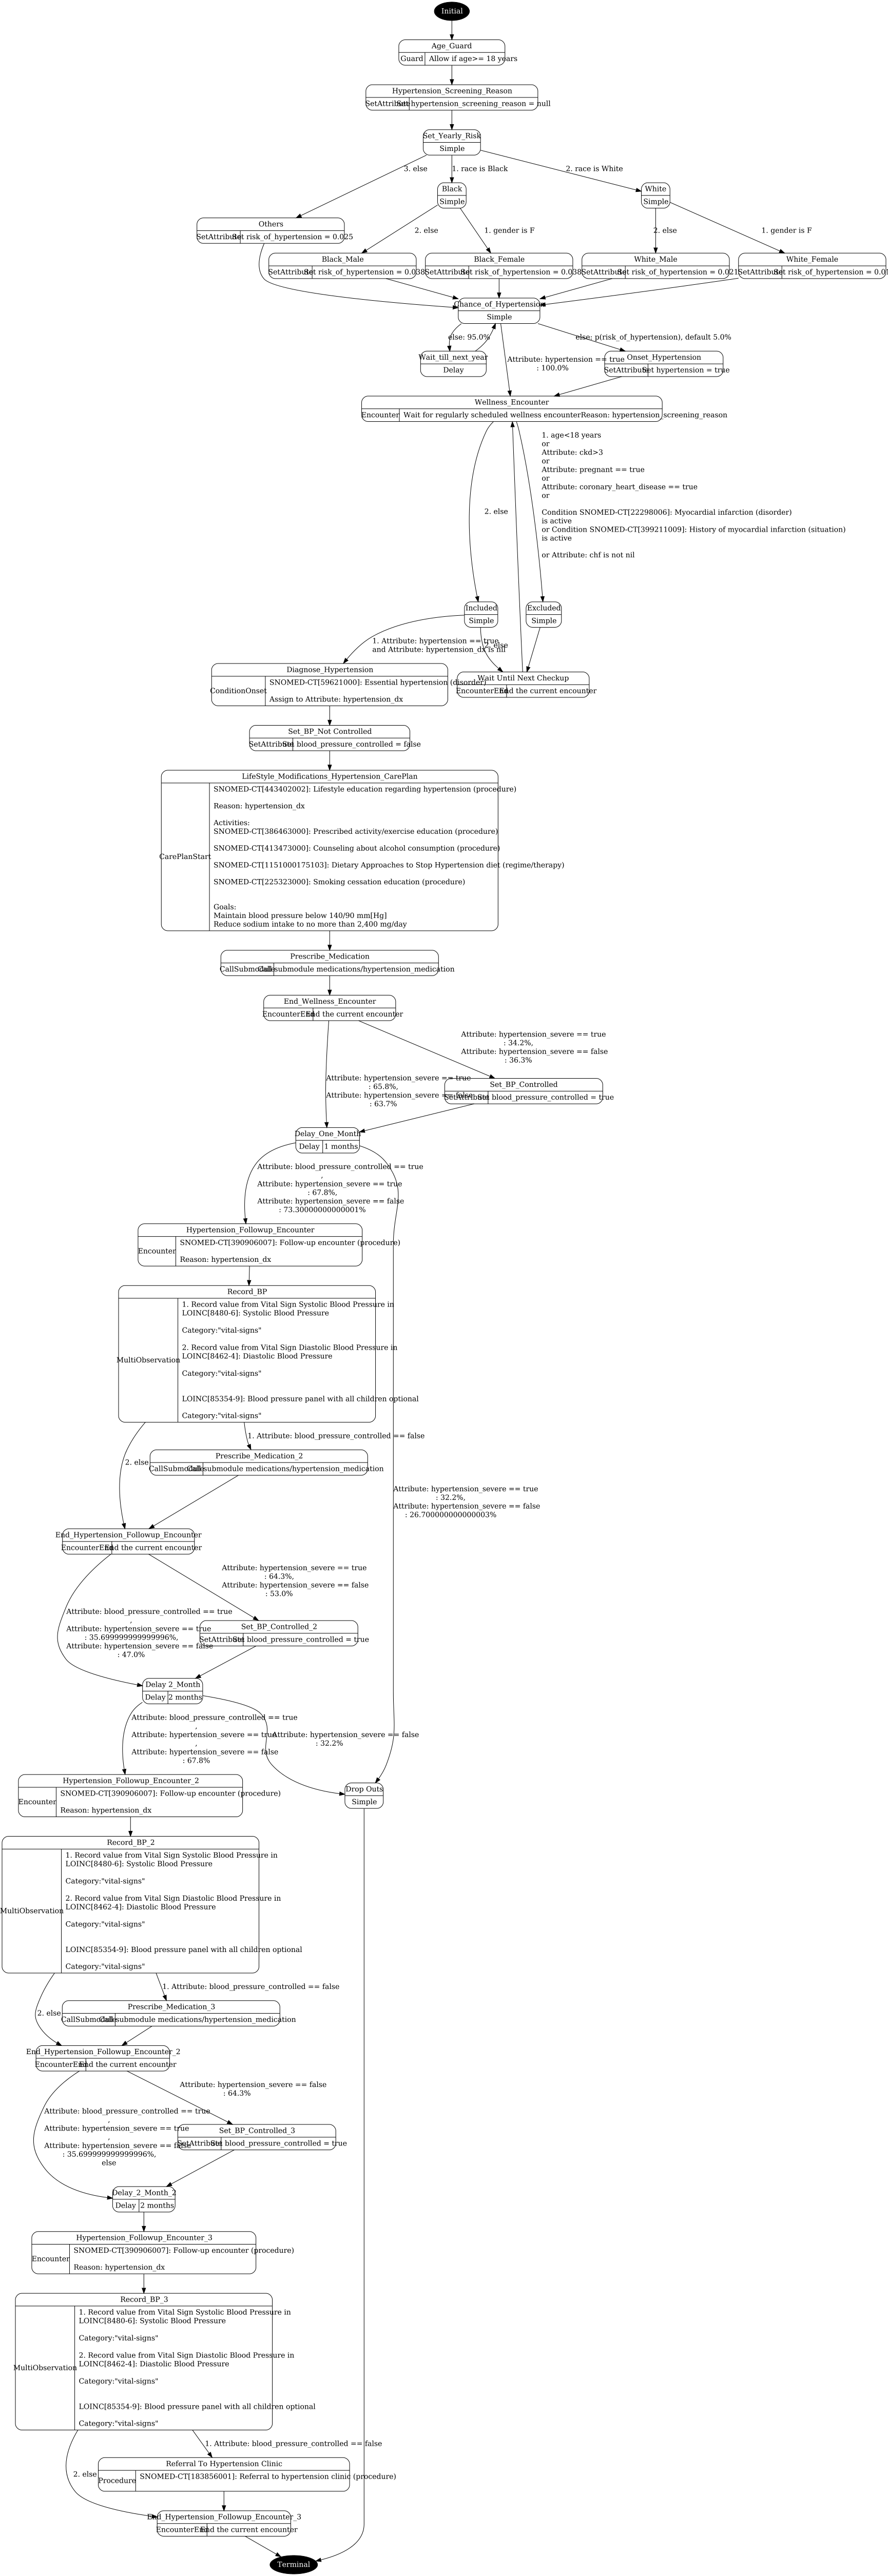 Initial
Age_Guard
Guard Allow if age>= 18 years
Hypertension_Screening_Reason
SetAttribute Set hypertension_screening_reason = null
Set_Yearly_Risk
Simple
3. else
1. race is Black
2. race is White
Black
Simple
White
Simple
Others
SetAttribute Set risk_of_hypertension = 0.025
2. else
1. gender is F
2. else
1. gender is F
Black_Male
SetAttribute Set risk_of_hypertension = 0.038
Black_Female
SetAttribute Set risk_of_hypertension = 0.038
White_Male
SetAttribute Set risk_of_hypertension = 0.021
White_Female
SetAttribute Set risk_of_hypertension =
Chance_of_Hypertension
Simple
else: 95.0%
else: p(risk_of_hypertension), default 5.0%
Wait_till_next_year
Delay
Attribute: hypertension == true
: 100.0%
Onset_Hypertension
SetAttribute Set hypertension = true
Wellness_Encounter
Encounter Wait for regularly scheduled wellness encounterReason: hypertension_screening_reason
1. age<18 years
or
Attribute: ckd>3
or
Attribute: pregnant == true
or
Attribute: coronary_heart_disease == true
or
Condition SNOMED-CT[22298006]: Myocardial infarction (disorder)
is active
or Condition SNOMED-CT[399211009]: History of myocardial infarction (situation)
is active
or Attribute: chf is not nil
2. else
Included
Simple
Excluded
Simple
1. Attribute: hypertension == true
and Attribute: hypertension_dx is nil
2. else
Diagnose_Hypertension
ConditionOnset
SNOMED-CT[59621000]: Essential hypertension (disorder)
Assign to Attribute: hypertension_dx
Wait Until Next Checkup
EncounterEnd End the current encounter
Set_BP_Not Controlled
SetAttribute Set blood_pressure_controlled = false
LifeStyle_Modifications_Hypertension_CarePlan
CarePlanStart
SNOMED-CT[443402002]: Lifestyle education regarding hypertension (procedure)
Reason: hypertension_dx
Activities:
SNOMED-CT[386463000]: Prescribed activity/exercise education (procedure)
SNOMED-CT[413473000]: Counseling about alcohol consumption (procedure)
SNOMED-CT[1151000175103]: Dietary Approaches to Stop Hypertension diet (regime/therapy)
SNOMED-CT[225323000]: Smoking cessation education (procedure)
Goals:
Maintain blood pressure below 140/90 mm[Hg]
Reduce sodium intake to no more than 2,400 mg/day
Prescribe_Medication
CallSubmodule Call submodule medications/hypertension_medication
End_Wellness_Encounter
EncounterEnd End the current encounter
Attribute: hypertension_severe == true
: 34.2%,
Attribute: hypertension_severe == false
: 36.3%
Attribute: hypertension_severe == true
: 65.8%,
Attribute: hypertension_severe == false
: 63.7%
Set_BP_Controlled
SetAttribute Set blood_pressure_controlled = true
Delay_One_Month
Delay 1 months
Attribute: blood_pressure_controlled == true
,
Attribute: hypertension_severe == true
: 67.8%,
Attribute: hypertension_severe == false
: 73.30000000000001%
Hypertension_Followup_Encounter
Encounter
SNOMED-CT[390906007]: Follow-up encounter (procedure)
Reason: hypertension_dx
Record_BP
MultiObservation
1. Record value from Vital Sign Systolic Blood Pressure in
LOINC[8480-6]: Systolic Blood Pressure
Category:"vital-signs"
2. Record value from Vital Sign Diastolic Blood Pressure in
LOINC[8462-4]: Diastolic Blood Pressure
Category:"vital-signs"
LOINC[85354-9]: Blood pressure panel with all children optional
Category:"vital-signs"
1. Attribute: blood_pressure_controlled == false
2. else
Prescribe_Medication_2
CallSubmodule Call submodule medications/hypertension_medication
Attribute: hypertension_severe == true
: 32.2%,
Attribute: hypertension_severe == false
: 26.700000000000003%
End_Hypertension_Followup_Encounter
EncounterEnd End the current encounter
Attribute: hypertension_severe == true
: 64.3%,
Attribute: hypertension_severe == false
: 53.0%
Attribute: blood_pressure_controlled == true
,
Attribute: hypertension_severe == true
: 35.699999999999996%,
Attribute: hypertension_severe == false
: 47.0%
Set_BP_Controlled_2
SetAttribute Set blood_pressure_controlled = true
Delay 2_Month
Delay 2 months
Attribute: blood_pressure_controlled == true
,
Attribute: hypertension_severe == true
,
Attribute: hypertension_severe == false
: 67.8%
Attribute: hypertension_severe == false
: 32.2%
Hypertension_Followup_Encounter_2
Encounter
SNOMED-CT[390906007]: Follow-up encounter (procedure)
Reason: hypertension_dx
Drop Outs
Simple
Record_BP_2
MultiObservation
1. Record value from Vital Sign Systolic Blood Pressure in
LOINC[8480-6]: Systolic Blood Pressure
Category:"vital-signs"
2. Record value from Vital Sign Diastolic Blood Pressure in
LOINC[8462-4]: Diastolic Blood Pressure
Category:"vital-signs"
LOINC[85354-9]: Blood pressure panel with all children optional
Category:"vital-signs"
1. Attribute: blood_pressure_controlled == false
2. else
Prescribe_Medication_3
CallSubmodule Call submodule medications/hypertension_medication
End_Hypertension_Followup_Encounter_2
EncounterEnd End the current encounter
Attribute: hypertension_severe == false
: 64.3%
Attribute: blood_pressure_controlled == true
,
Attribute: hypertension_severe == true
,
Attribute: hypertension_severe == false
: 35.699999999999996%,
else
Set_BP_Controlled_3
SetAttribute Set blood_pressure_controlled = true
Delay_2_Month_2
Delay 2 months
Hypertension_Followup_Encounter_3
Encounter
SNOMED-CT[390906007]: Follow-up encounter (procedure)
Reason: hypertension_dx
Record_BP_3
MultiObservation
1. Record value from Vital Sign Systolic Blood Pressure in
LOINC[8480-6]: Systolic Blood Pressure
Category:"vital-signs"
2. Record value from Vital Sign Diastolic Blood Pressure in
LOINC[8462-4]: Diastolic Blood Pressure
Category:"vital-signs"
LOINC[85354-9]: Blood pressure panel with all children optional
Category:"vital-signs"
1. Attribute: blood_pressure_controlled == false
2. else
Referral To Hypertension Clinic
Procedure SNOMED-CT[183856001]: Referral to hypertension clinic (procedure)
End_Hypertension_Followup_Encounter_3
EncounterEnd End the current encounter
Terminal